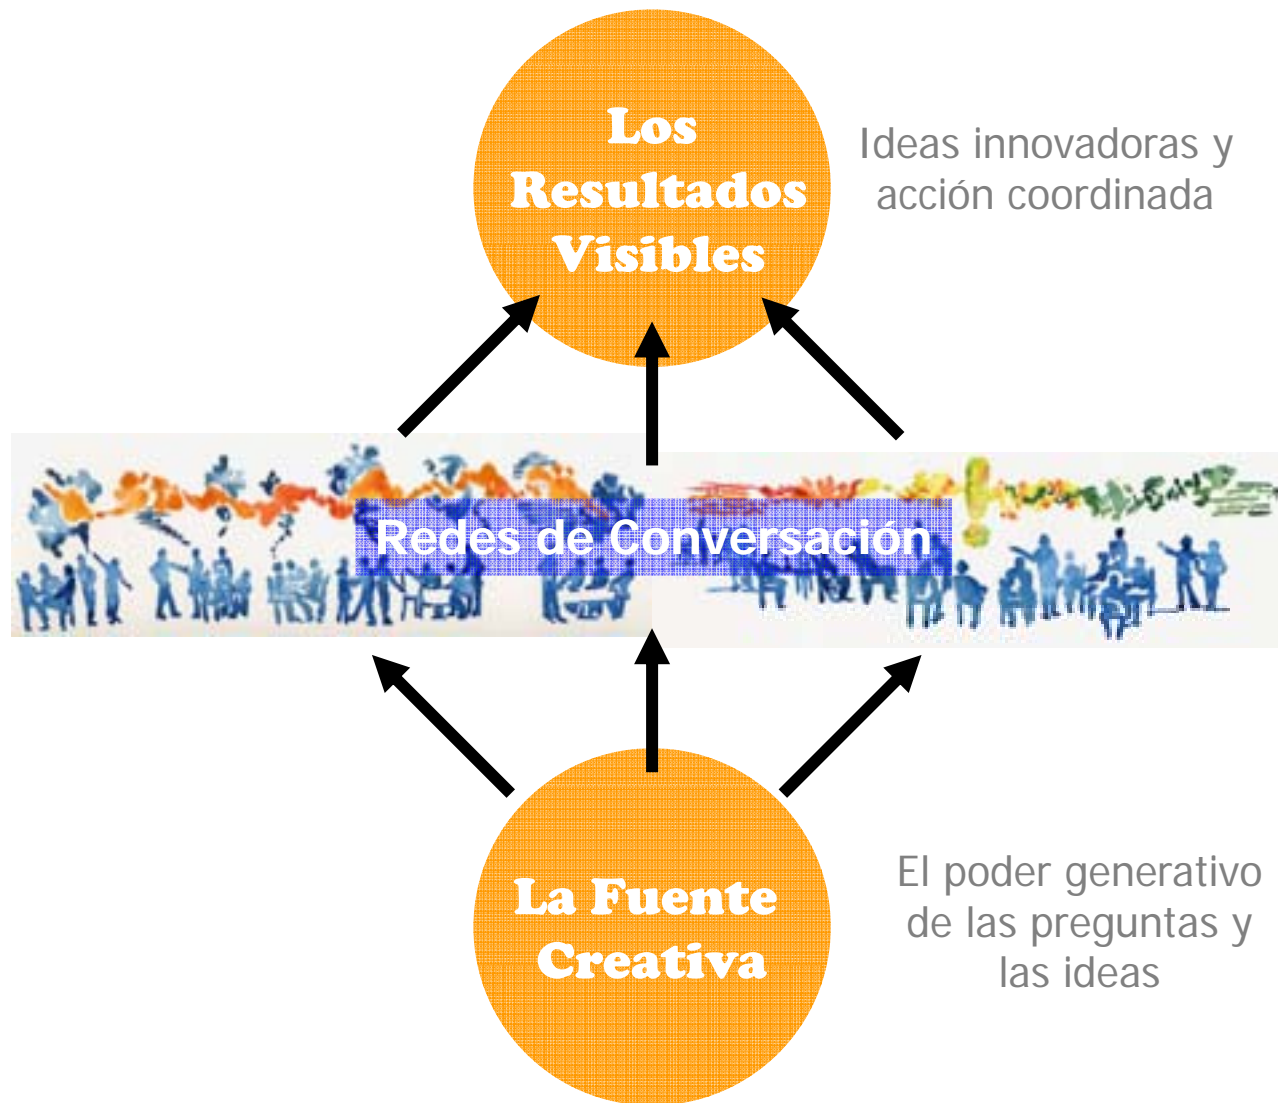 Los
Resultados
Visibles
Ideas innovadoras y
acción coordinada
Redes de Conversación
La Fuente
Creativa
El poder generativo
de las preguntas y
las ideas